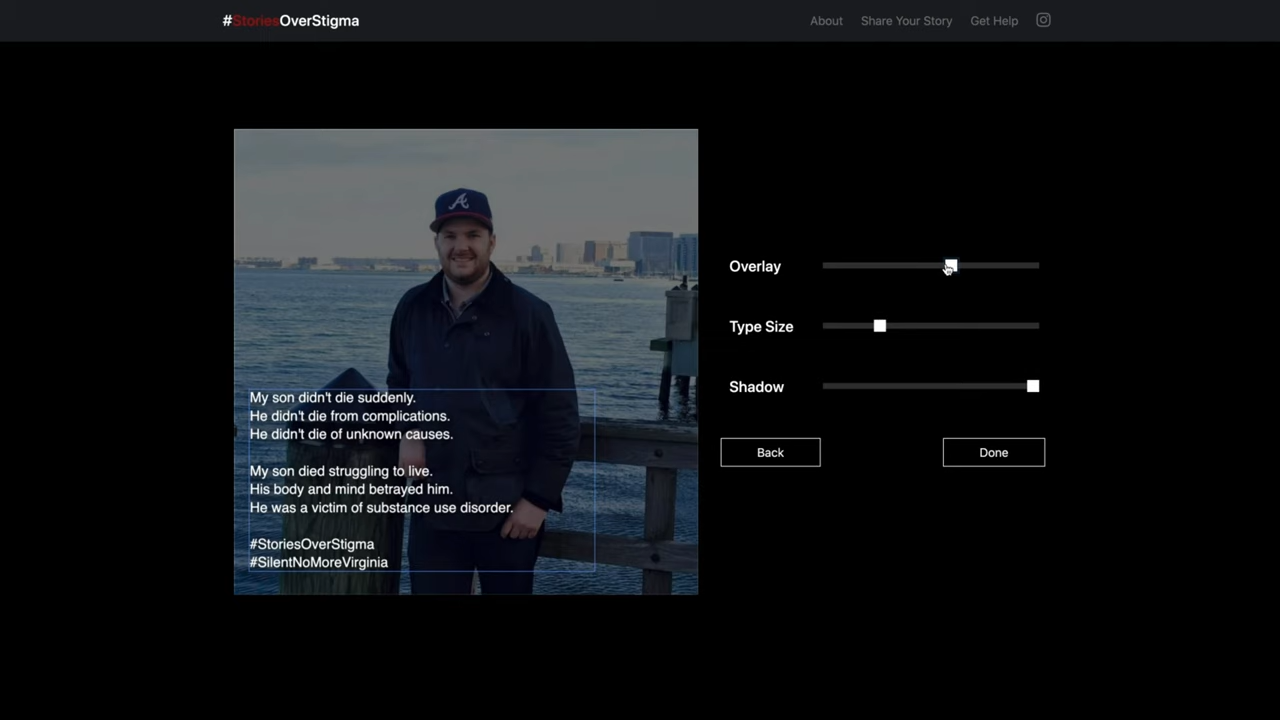 #StoriesOverStigma
About Share Your Story Get Help
A
My son didn't die suddenly.
He didn't die from complications.
He didn't die of unknown causes.
My son died struggling to live.
His body and mind betrayed him.
He was a victim of substance use disorder.
#StoriesOverStigma
#SilentNoMoreVirginia
Overlay
Type Size
Shadow
Back Done